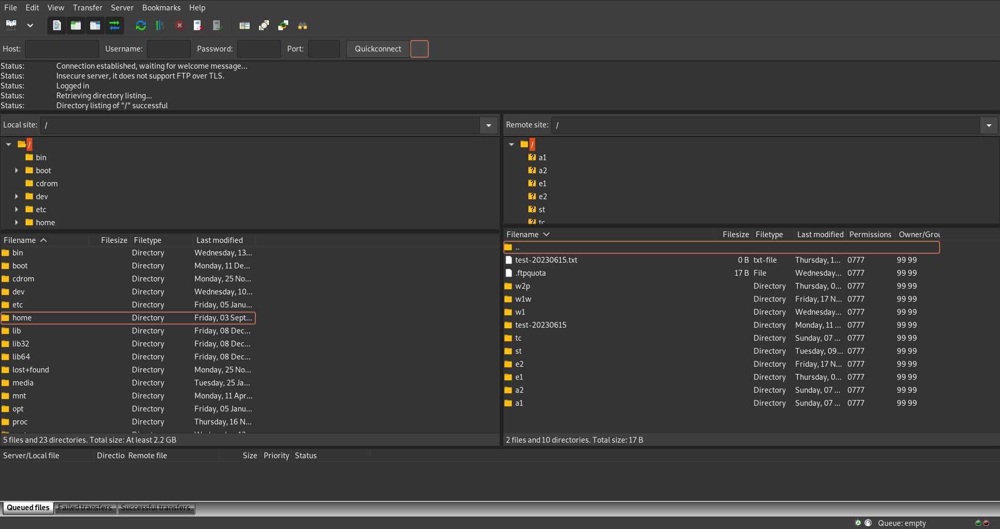 File Edit View Transfer Server Bookmarks Help
Host: Username: Password: Port: Quickconnect
Status: Connection established, waiting for welcome message...
Status: Insecure server, it does not support FTP over TLS.
Status: Logged in
Status: Retrieving directory listing...
Status: Directory listing of "/" successful
Local site: /
/
bin
boot
cdrom
dev
etc
home
Filename Filesize Filetype Last modified
bin Directory Wednesday, 13...
boot Directory Monday, 11 De...
cdrom Directory Monday, 25 No...
dev Directory Wednesday, 10...
etc Directory Friday, 05 Janu...
home Directory Friday, 03 Sept...
lib Directory Friday, 08 Dec...
lib32 Directory Friday, 08 Dec...
lib64 Directory Friday, 08 Dec...
lost+found Directory Monday, 25 No...
media Directory Tuesday, 25 Ja...
mnt Directory Monday, 11 Apr...
opt Directory Friday, 05 Janu...
proc Directory Thursday, 16 N...
5 files and 23 directories. Total size: At least 2.2 GB
Remote site: /
/
a1
a2
e1
e2
st
tc
Filename Filesize Filetype Last modified Permissions Owner/Grou
..
test-20230615.txt 0 B txt-file Thursday, 1... 0777 99 99
.ftpquota 17 B File Wednesday... 0777 99 99
w2p Directory Thursday, 0... 0777 99 99
w1w Directory Friday, 17 N... 0777 99 99
w1 Directory Wednesday... 0777 99 99
test-20230615 Directory Monday, 11 ... 0777 99 99
tc Directory Sunday, 07 ... 0777 99 99
st Directory Tuesday, 09... 0777 99 99
e2 Directory Friday, 17 N... 0777 99 99
e1 Directory Thursday, 0... 0777 99 99
a2 Directory Sunday, 07 ... 0777 99 99
a1 Directory Sunday, 07 ... 0777 99 99
2 files and 10 directories. Total size: 17 B
Server/Local file Directio Remote file Size Priority Status
Queued files Failed transfers Successful transfers
Queue: empty